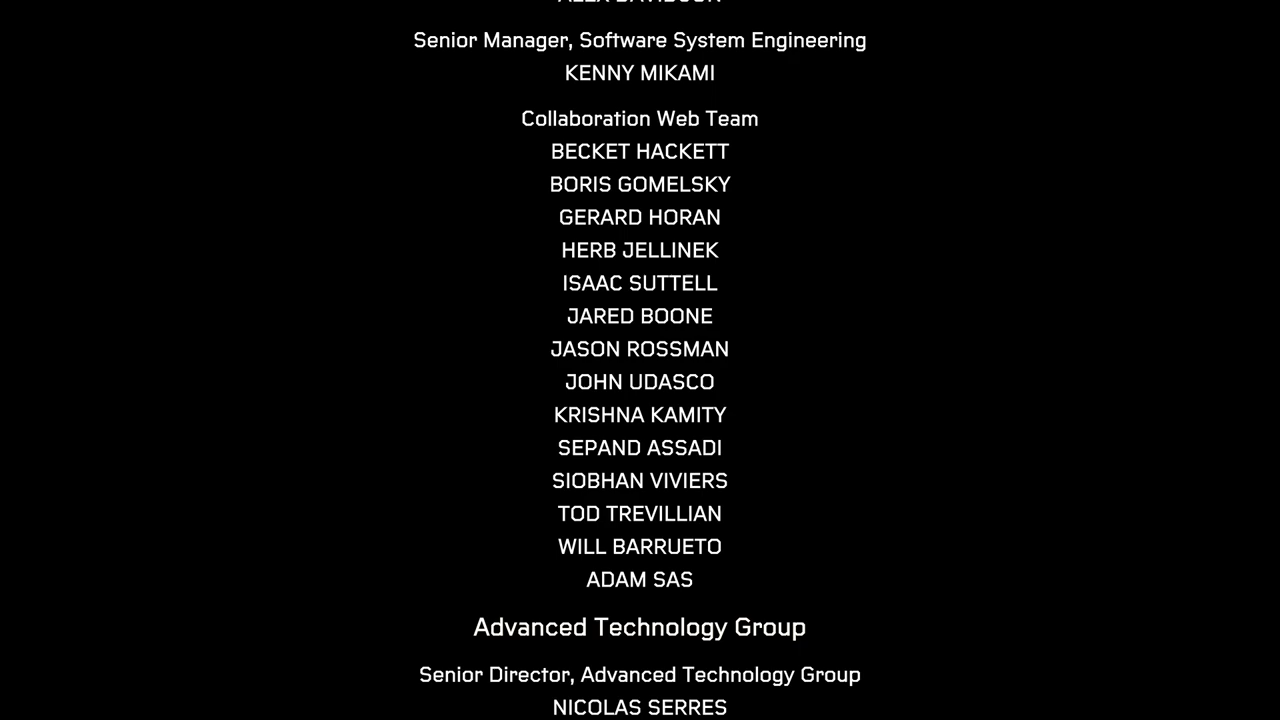 Senior Manager, Software System Engineering
KENNY MIKAMI
Collaboration Web Team
BECKET HACKETT
BORIS GOMELSKY
GERARD HORAN
HERB JELLINEK
ISAAC SUTTELL
JARED BOONE
JASON ROSSMAN
JOHN UDASCO
KRISHNA KAMITY
SEPAND ASSADI
SIOBHAN VIVIERS
TOD TREVILLIAN
WILL BARRUETO
ADAM SAS
Advanced Technology Group
Senior Director, Advanced Technology Group
NICOLAS SERRES